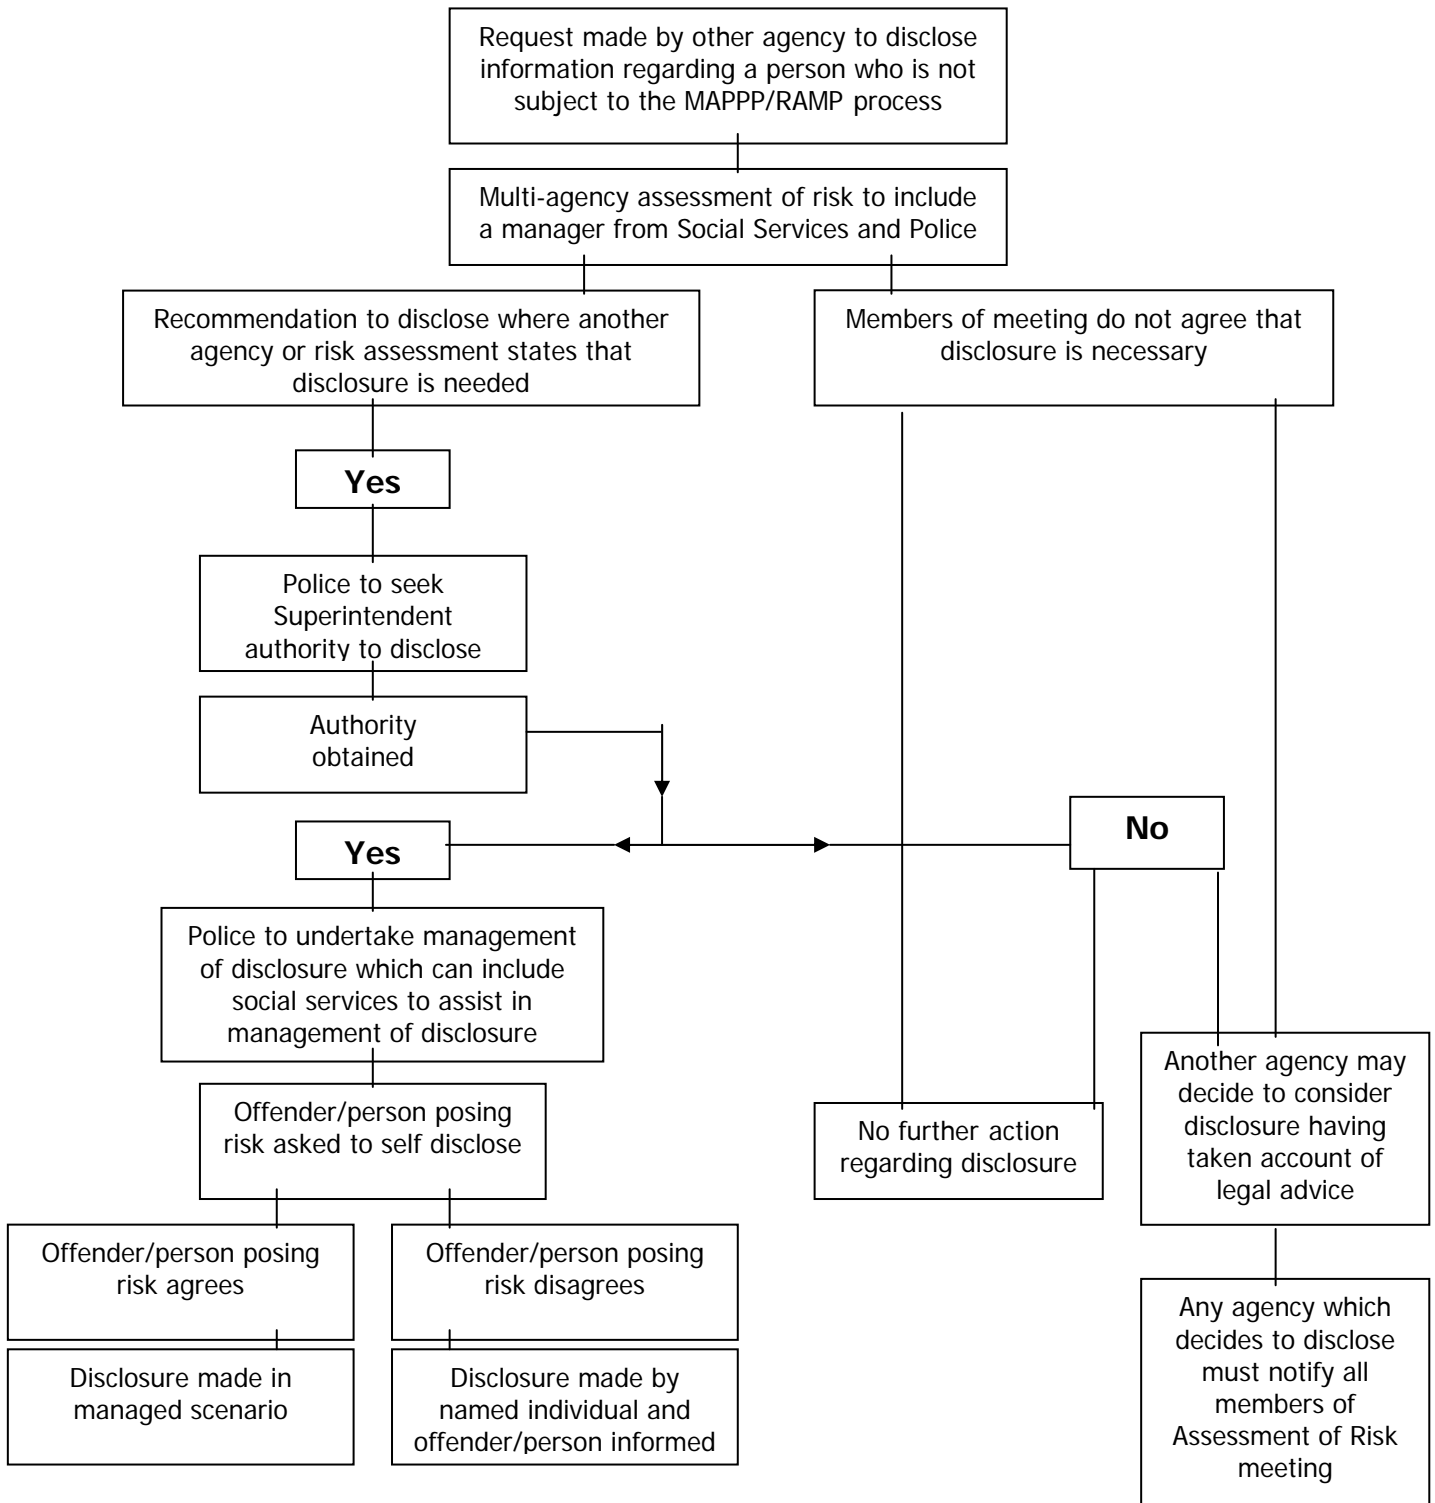 Request made by other agency to disclose
information regarding a person who is not
subject to the MAPPP/RAMP process
Multi-agency assessment of risk to include
a manager from Social Services and Police
Recommendation to disclose where another
agency or risk assessment states that
disclosure is needed
Members of meeting do not agree that
disclosure is necessary
Yes
Police to seek
Superintendent
authority to disclose
Authority
obtained
Yes
No
Police to undertake management
of disclosure which can include
social services to assist in
management of disclosure
Offender/person posing
risk asked to self disclose
No further action
regarding disclosure
Another agency may
decide to consider
disclosure having
taken account of
legal advice
Offender/person posing
risk agrees
Offender/person posing
risk disagrees
Disclosure made in
managed scenario
Disclosure made by
named individual and
offender/person informed
Any agency which
decides to disclose
must notify all
members of
Assessment of Risk
meeting